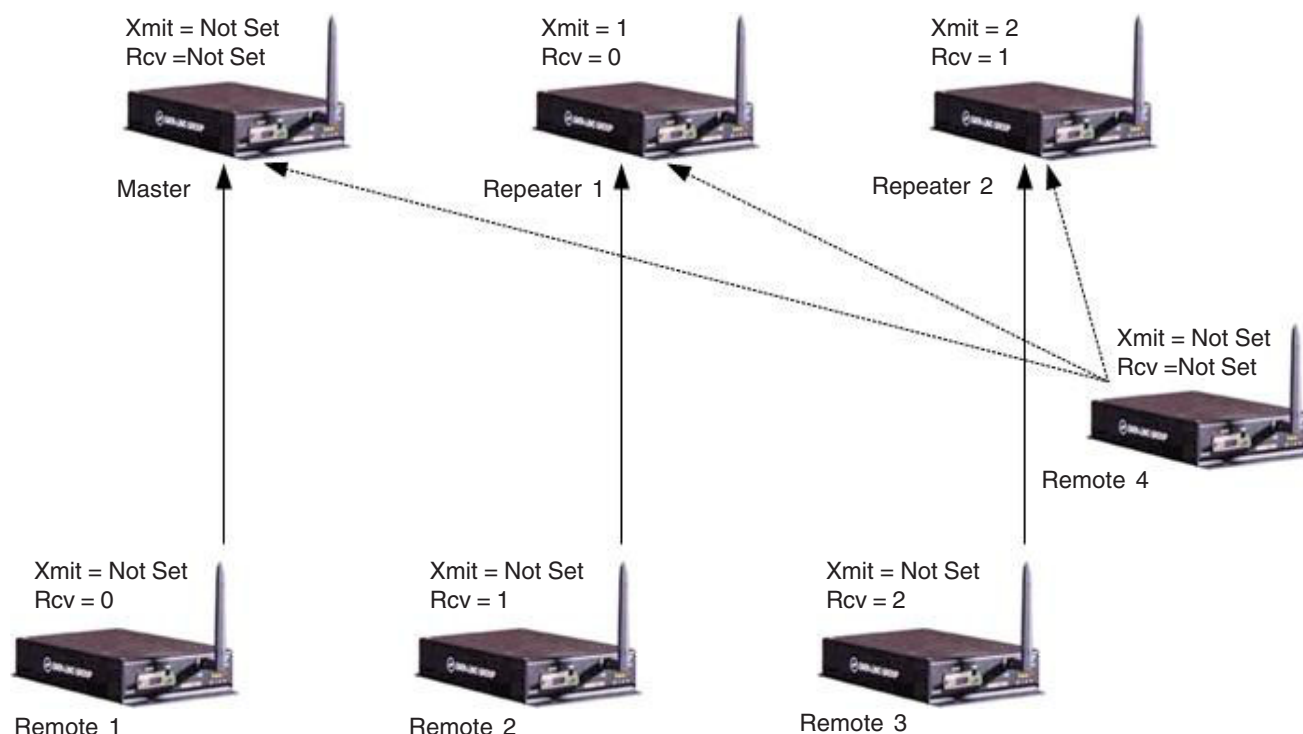 Xmit = Not Set
Rcv =Not Set
Master
Xmit = 1
Rcv = 0
Repeater 1
Xmit = 2
Rcv = 1
Repeater 2
Xmit = Not Set
Rcv =Not Set
Remote 4
Xmit = Not Set
Rcv = 0
Remote 1
Xmit = Not Set
Rcv = 1
Remote 2
Xmit = Not Set
Rcv = 2
Remote 3